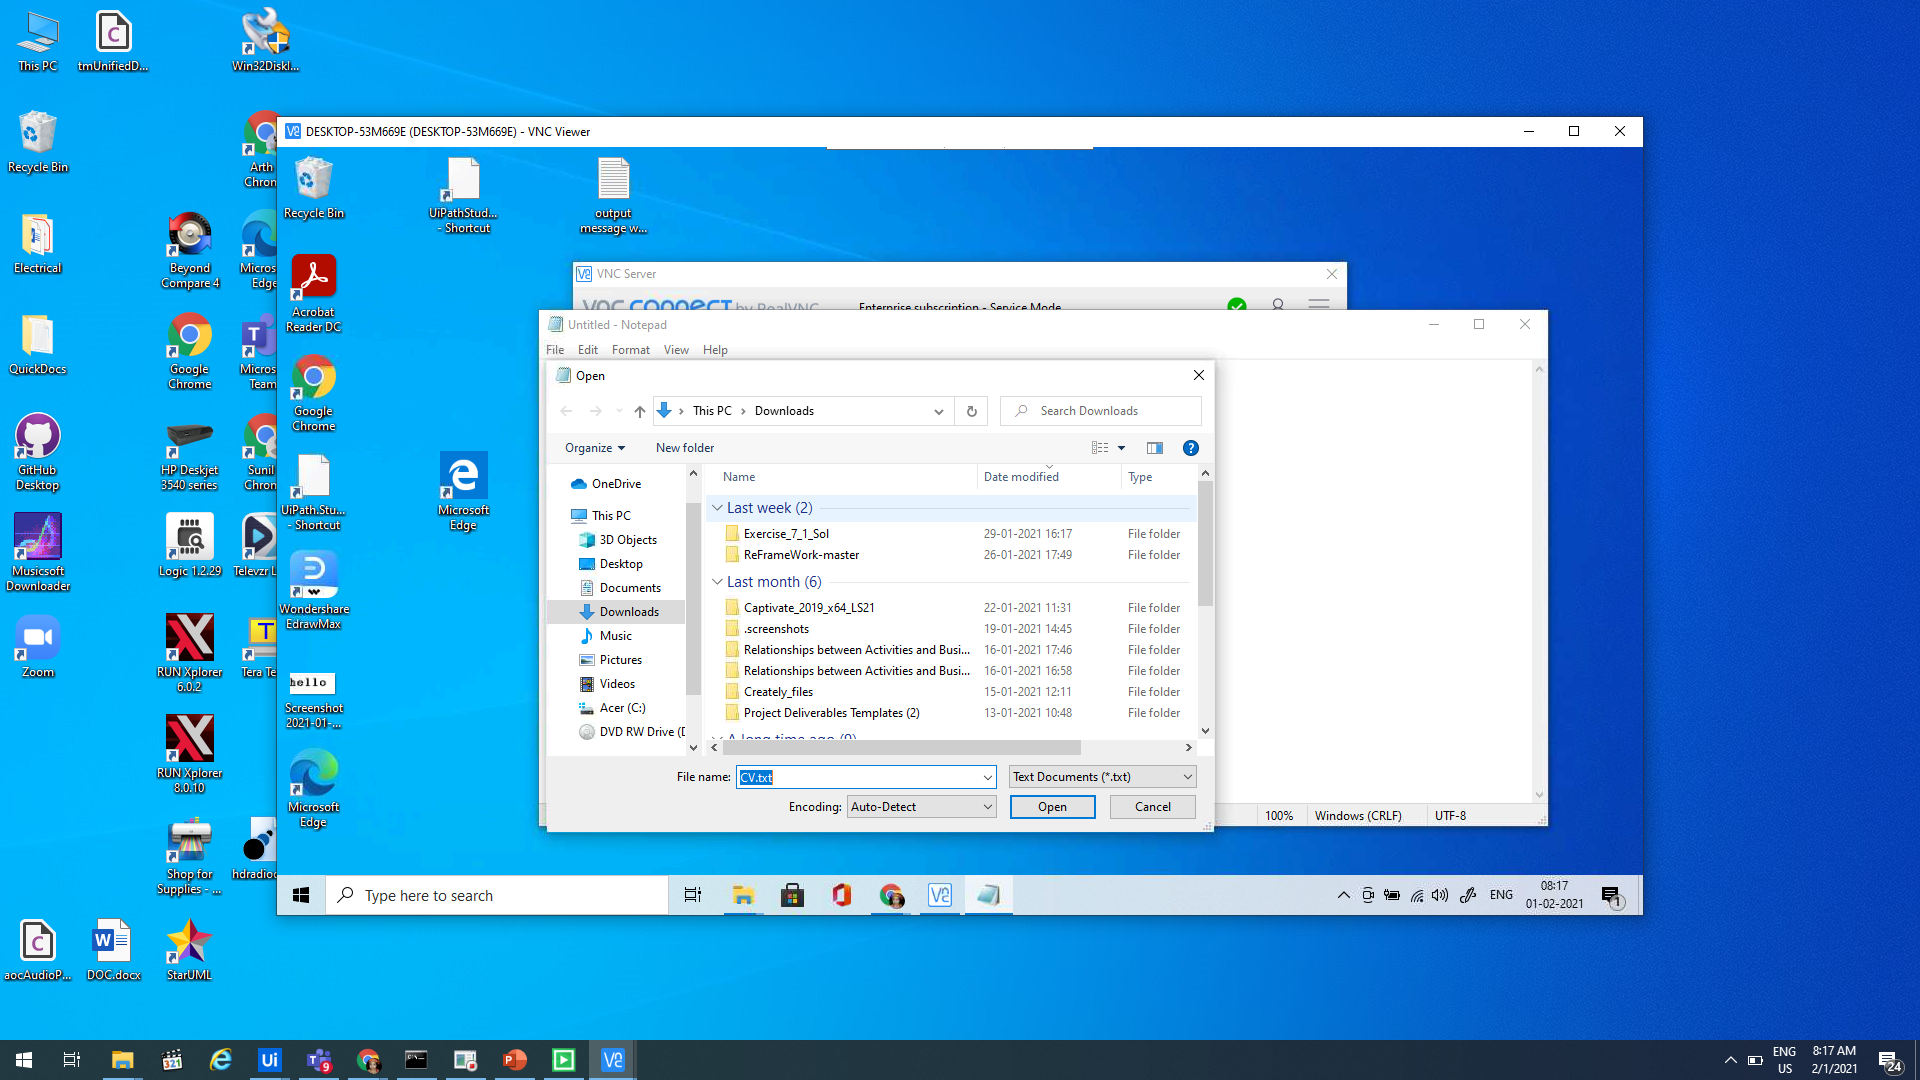 This PC
tmUnifiedD...
Win32DiskI...
Recycle Bin
Arth
Chron
Electrical
Beyond
Compare 4
Micros
Edge
QuickDocs
Google
Chrome
Micros
Team
GitHub
Desktop
HP Deskjet
3540 series
Sunil
Chron
Musicsoft
Downloader
Logic 1.2.29
Televzr L
Zoom
RUN Xplorer
6.0.2
Tera Te
RUN Xplorer
8.0.10
Shop for
Supplies - ...
hdradioc
aocAudioP...
DOC.docx
StarUML
DESKTOP-53M669E (DESKTOP-53M669E) - VNC Viewer
Recycle Bin
UiPathStud...
- Shortcut
output
message w...
Acrobat
Reader DC
Google
Chrome
UiPath.Stu...
- Shortcut
Microsoft
Edge
Wondershare
EdrawMax
hello
Screenshot
2021-01-...
Microsoft
Edge
VNC Server
vnc connect by RealVNC
Enterprise subscription - Service Mode
Untitled - Notepad
File Edit Format View Help
Open
This PC > Downloads
Search Downloads
Organize
New folder
OneDrive
This PC
3D Objects
Desktop
Documents
Downloads
Music
Pictures
Videos
Acer (C:)
DVD RW Drive (D
Name Date modified Type
Last week (2)
Exercise_7_1_Sol 29-01-2021 16:17 File folder
ReFrameWork-master 26-01-2021 17:49 File folder
Last month (6)
Captivate_2019_x64_LS21 22-01-2021 11:31 File folder
.screenshots 19-01-2021 14:45 File folder
Relationships between Activities and Busi... 16-01-2021 17:46 File folder
Relationships between Activities and Busi... 16-01-2021 16:58 File folder
Creately_files 15-01-2021 12:11 File folder
Project Deliverables Templates (2) 13-01-2021 10:48 File folder
A long time ago (9)
File name: CV.txt
Text Documents (*.txt)
Encoding: Auto-Detect
Open
Cancel
100% Windows (CRLF) UTF-8
Type here to search
ENG
08:17
01-02-2021
1
321
Ui
9
ENG
US
8:17 AM
2/1/2021
24